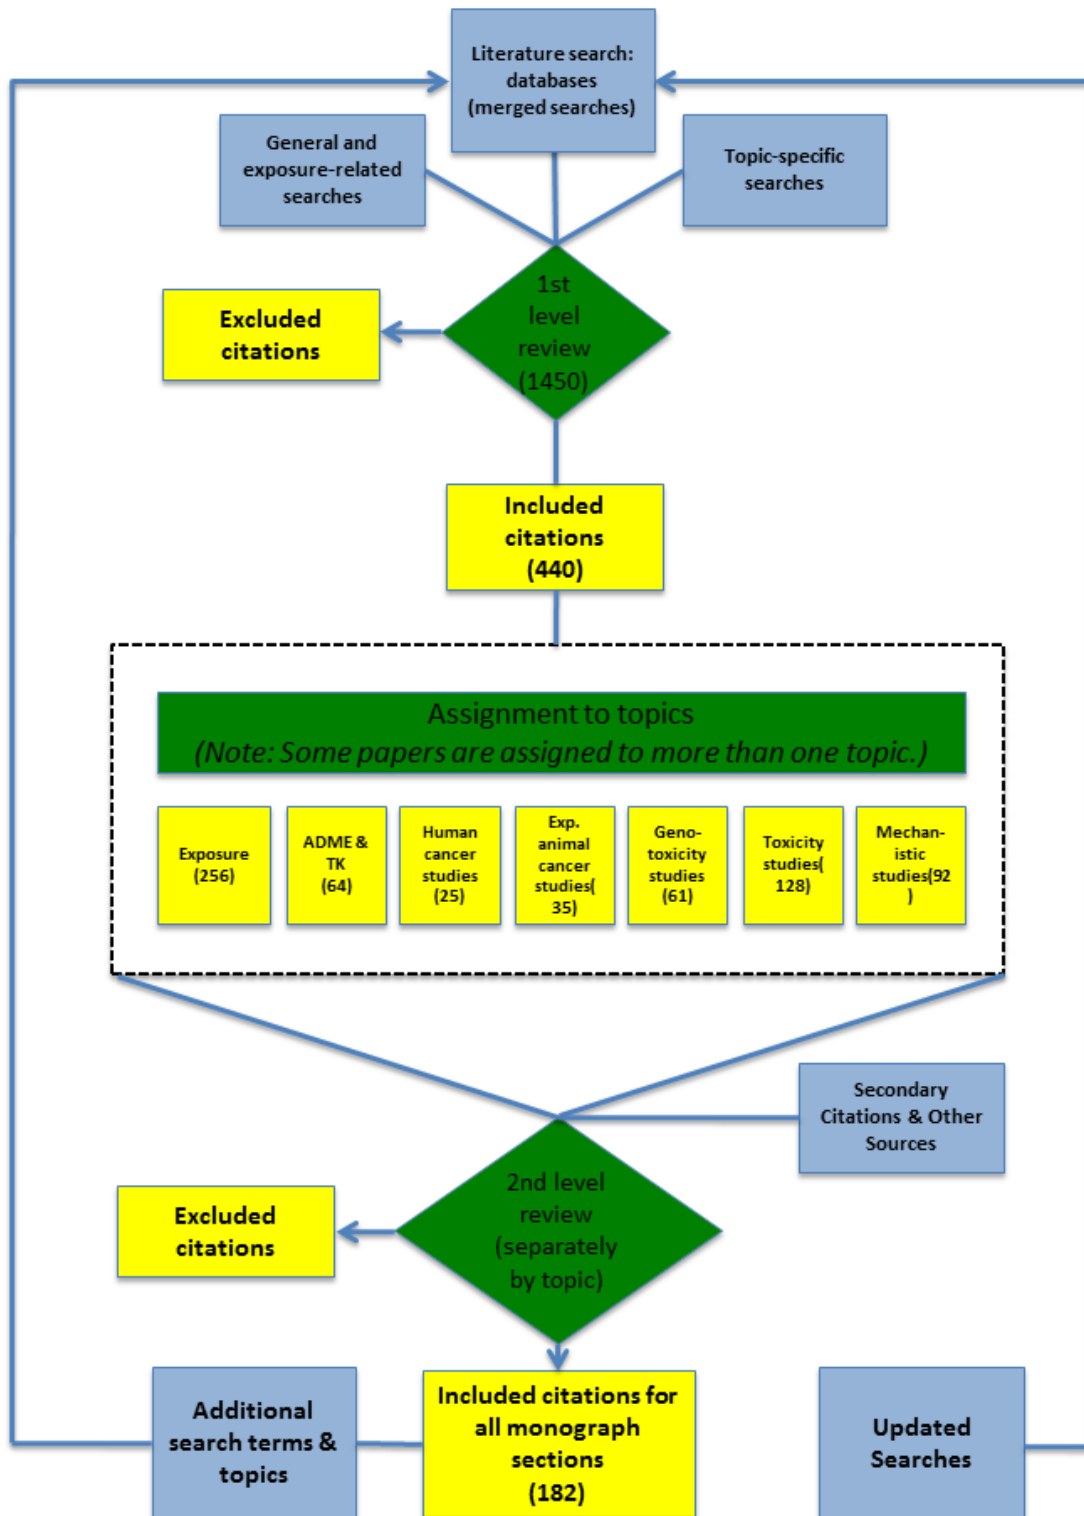 Literature search:
databases
(merged searches)
General and
exposure-related
searches
Topic-specific
searches
1st
level
review
(1450)
Excluded
citations
Included
citations
(440)
Assignment to topics
(Note: Some papers are assigned to more than one topic.)
Exposure
(256)
ADME &
TK
(64)
Human
cancer
studies
(25)
Exp.
animal
cancer
studies(
35)
Geno-
toxicity
studies
(61)
Toxicity
studies(
128)
Mechan-
istic
studies(92
)
Secondary
Citations & Other
Sources
2nd level
review
(separately
by topic)
Excluded
citations
Additional
search terms &
topics
Included citations for
all monograph
sections
(182)
Updated
Searches